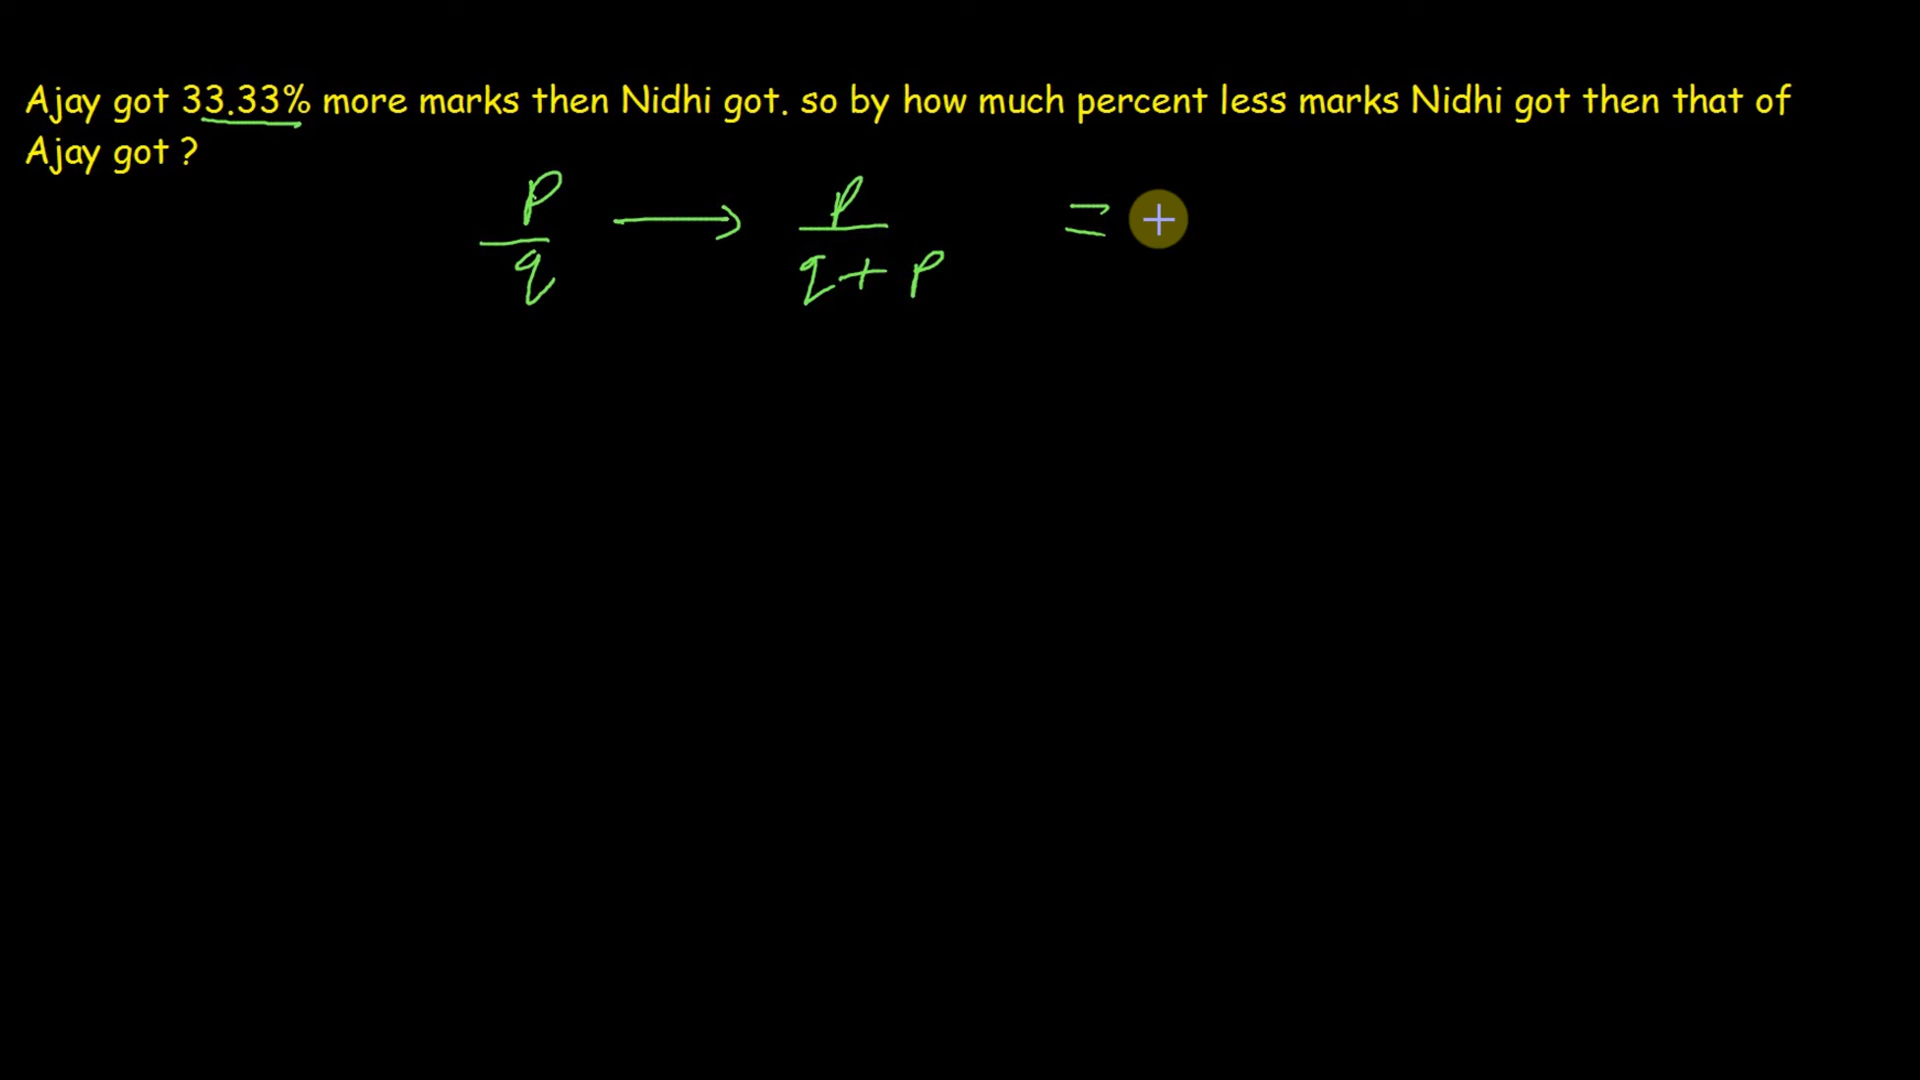 Ajay got 33.33% more marks then Nidhi got. so by how much percent less marks Nidhi got then that of
Ajay got ?
p/q → p/(q+p) =